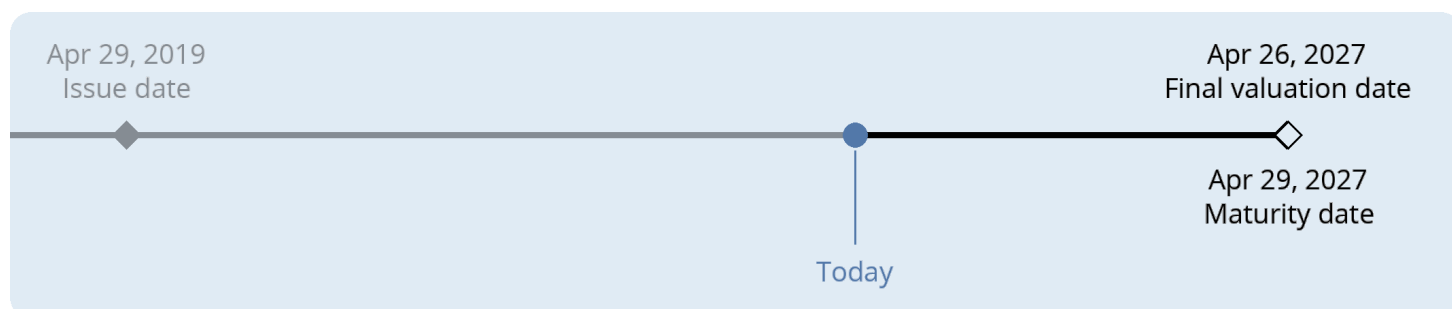 Apr 29, 2019
Issue date
Apr 26, 2027
Final valuation date
Apr 29, 2027
Maturity date
Today